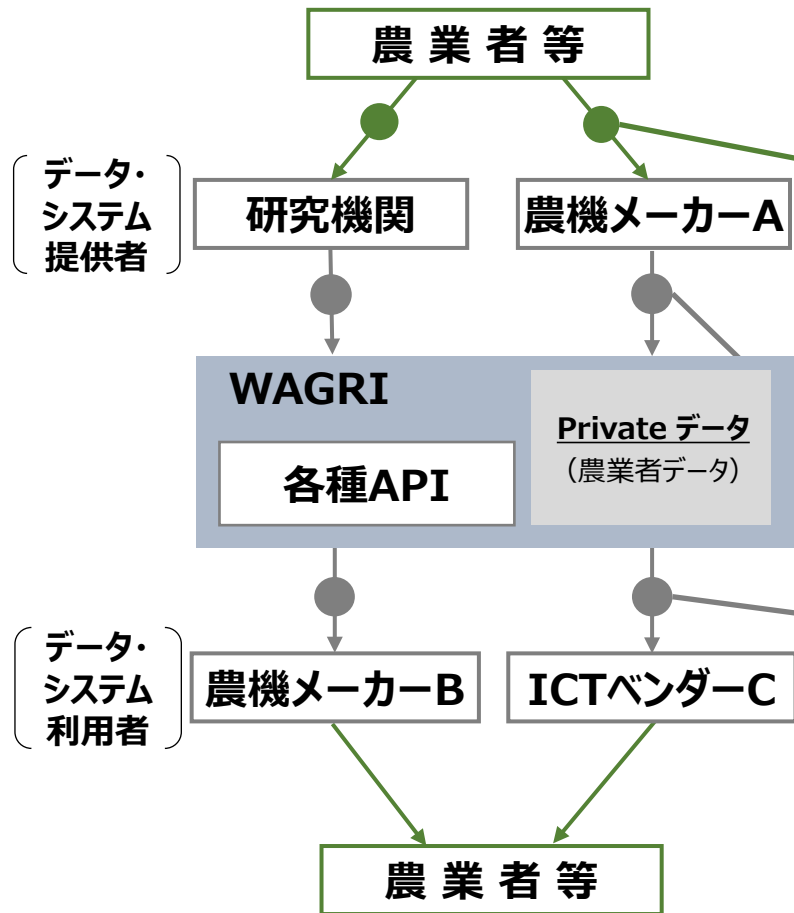 農 業 者 等
データ・
システム
提供者
研究機関
農機メーカーA
WAGRI
各種API
Private データ
（農業者データ）
データ・
システム
利用者
農機メーカーB
ICTベンダーC
農 業 者 等